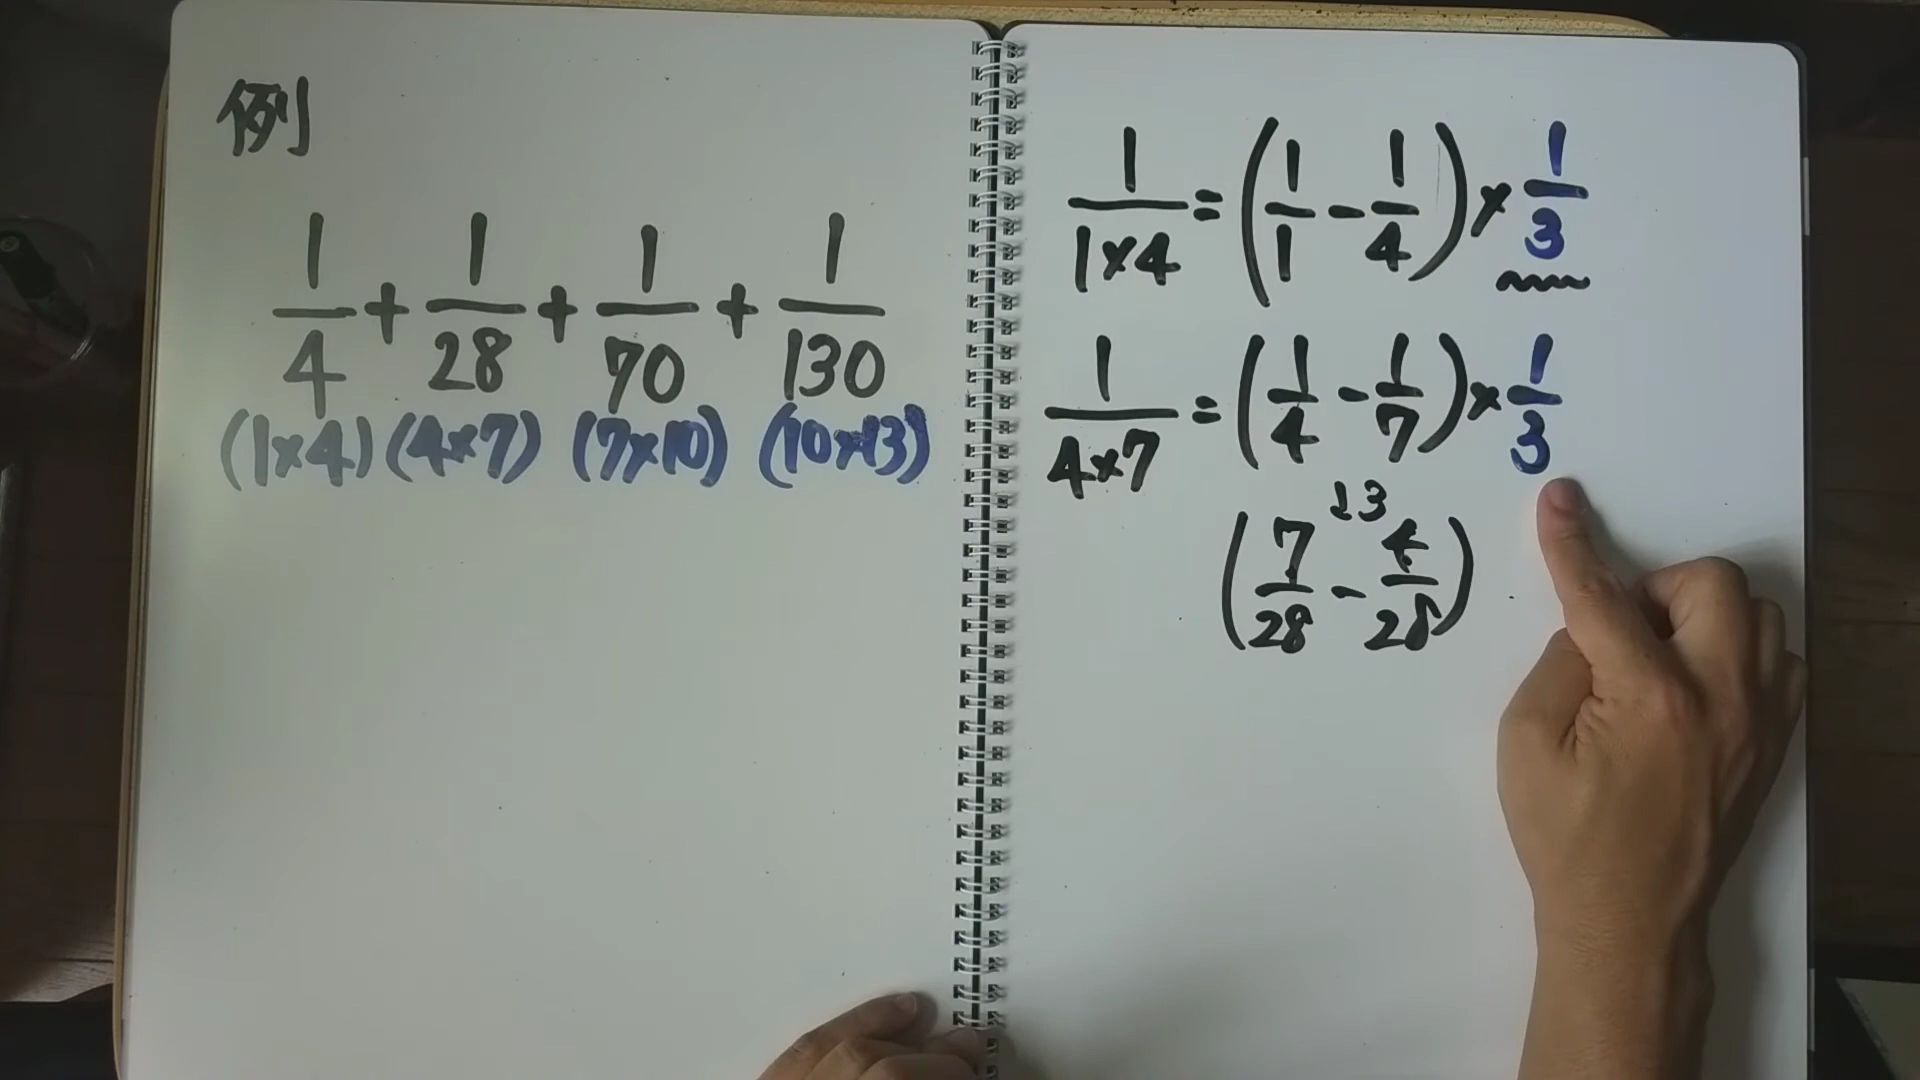 例
1/4 + 1/28 + 1/70 + 1/130
(1×4) (4×7) (7×10) (10×13)
1/(1×4) = (1/1 - 1/4) × 1/3
1/(4×7) = (1/4 - 1/7) × 1/3
(7/28 - 4/28)